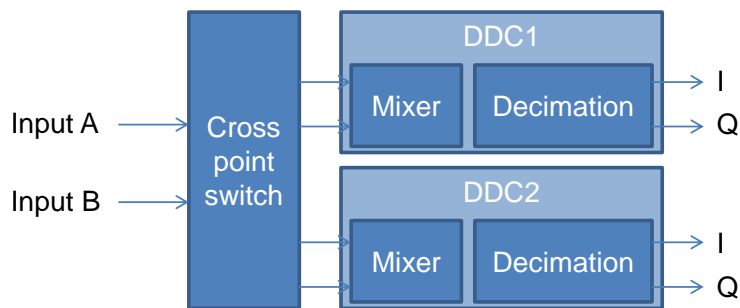 Input A
Input B
Cross
point
switch
DDC1
Mixer
Decimation
I
Q
DDC2
Mixer
Decimation
I
Q